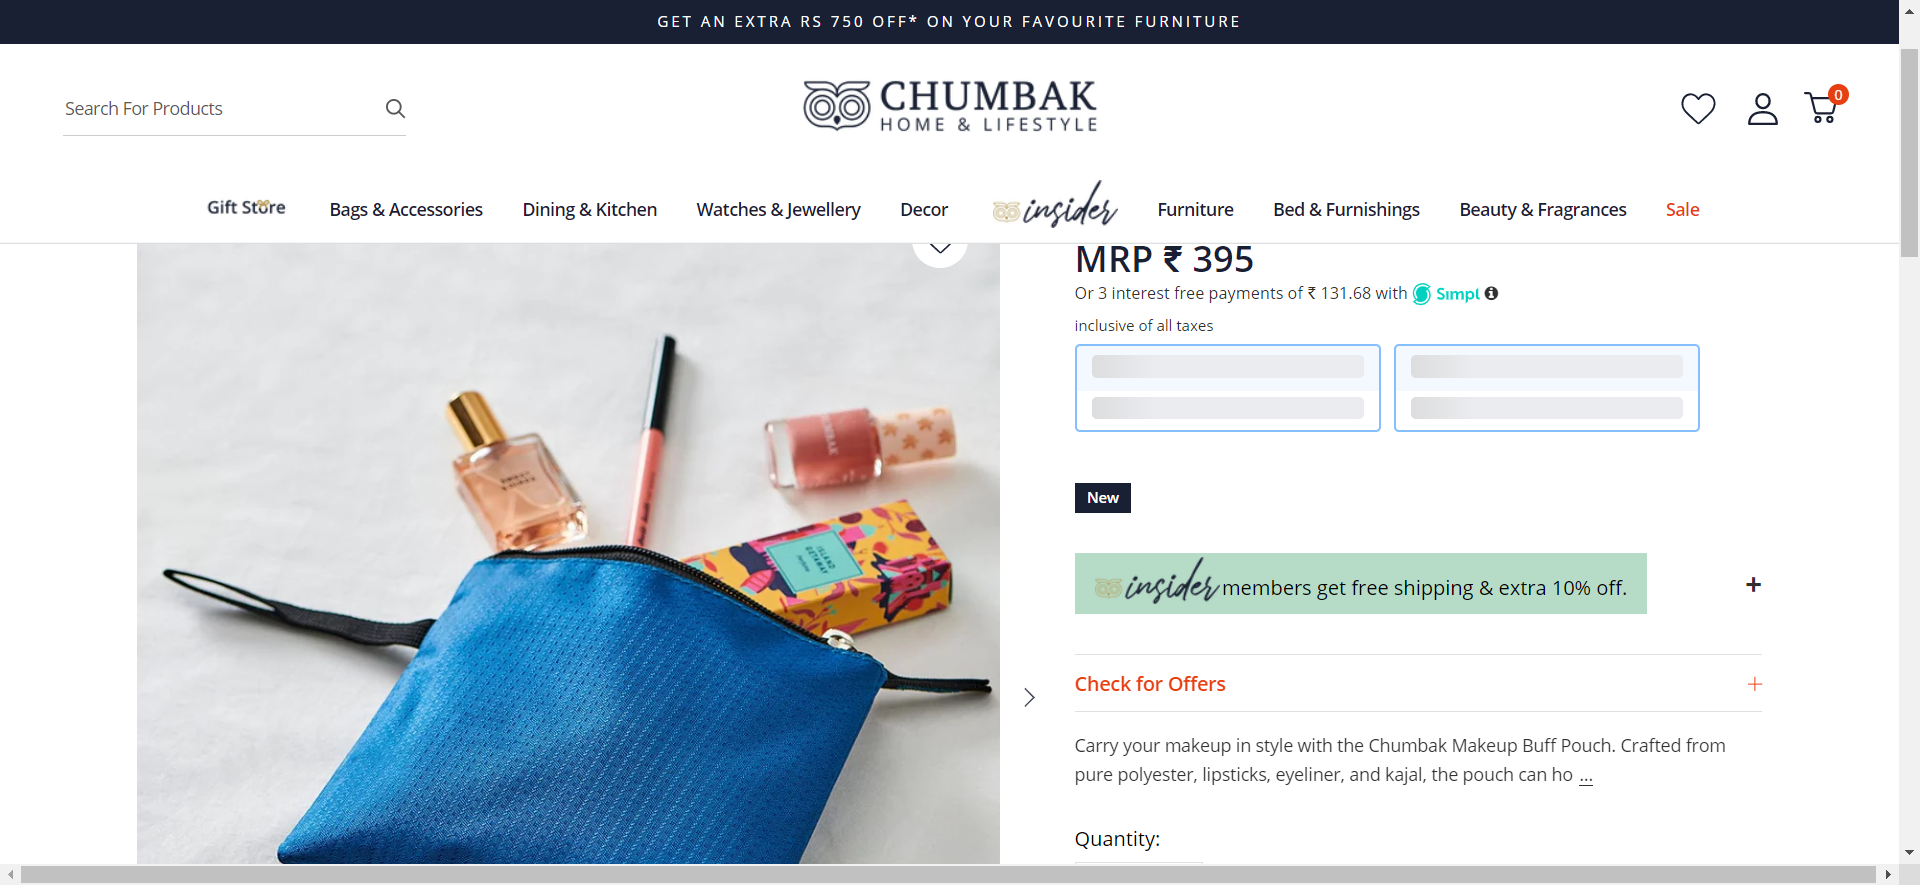 GET AN EXTRA RS 750 OFF* ON YOUR FAVOURITE FURNITURE
Search For Products
CHUMBAK
HOME & LIFESTYLE
0
Gift Store
Bags & Accessories
Dining & Kitchen
Watches & Jewellery
Decor
insider
Furniture
Bed & Furnishings
Beauty & Fragrances
Sale
MRP ₹ 395
Or 3 interest free payments of ₹ 131.68 with Simpl
inclusive of all taxes
New
insider members get free shipping & extra 10% off.
+
Check for Offers
+
Carry your makeup in style with the Chumbak Makeup Buff Pouch. Crafted from
pure polyester, lipsticks, eyeliner, and kajal, the pouch can ho ...
Quantity:
CHUMBAK
ISLAND
GETAWAY